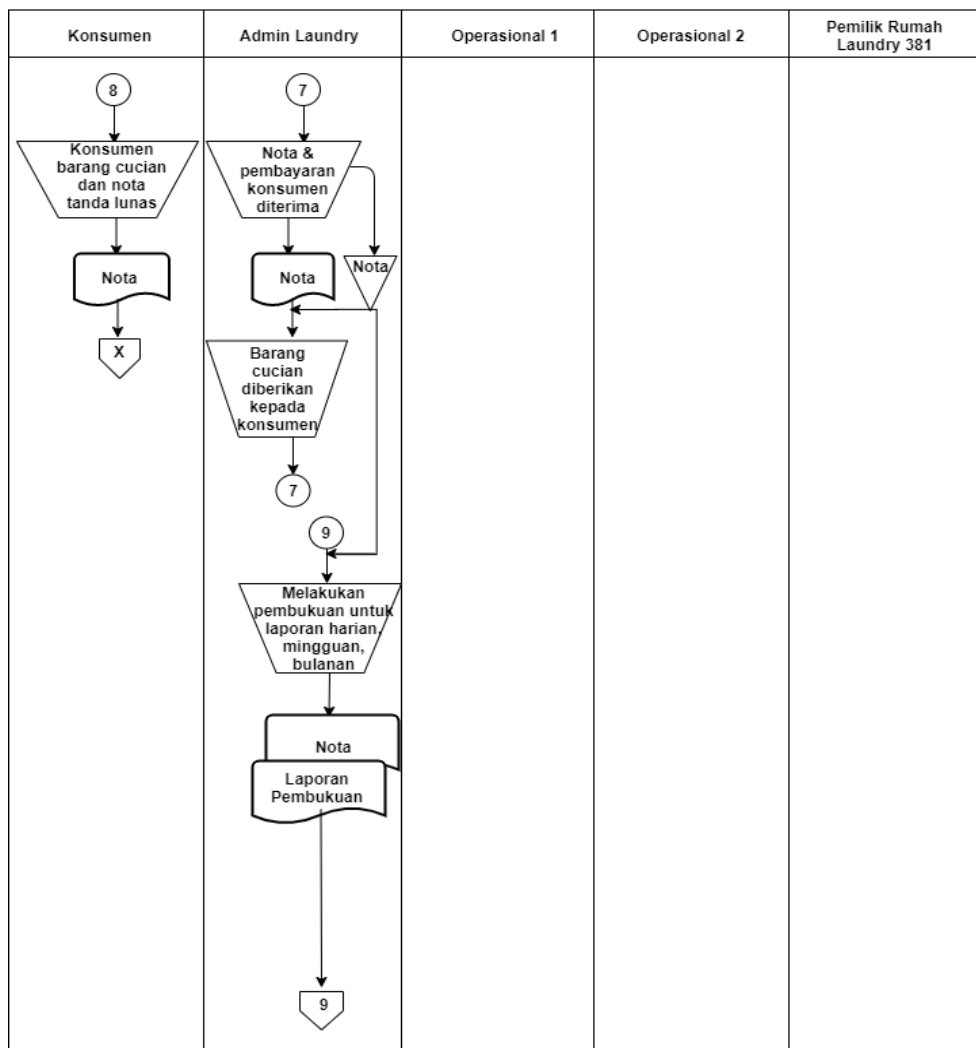 Konsumen
Admin Laundry
Operasional 1
Operasional 2
Pemilik Rumah
Laundry 381
8
Konsumen
barang cucian
dan nota
tanda lunas
Nota
X
7
Nota &
pembayaran
konsumen
diterima
Nota
Nota
Barang
cucian
diberikan
kepada
konsumen
7
9
Melakukan
pembukuan untuk
laporan harian,
mingguan,
bulanan
Nota
Laporan
Pembukuan
9